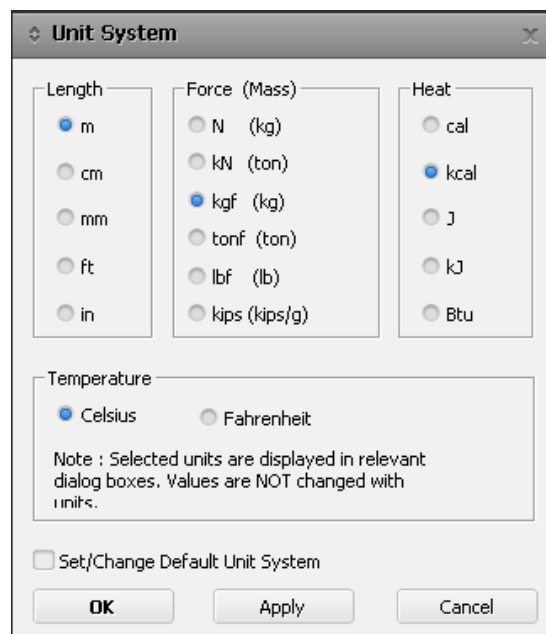 Unit System
Length
m
cm
mm
ft
in
Force (Mass)
N (kg)
kN (ton)
kgf (kg)
tonf (ton)
lbf (lb)
kips (kips/g)
Heat
cal
kcal
J
kJ
Btu
Temperature
Celsius
Fahrenheit
Note : Selected units are displayed in relevant
dialog boxes. Values are NOT changed with
units.
Set/Change Default Unit System
OK
Apply
Cancel